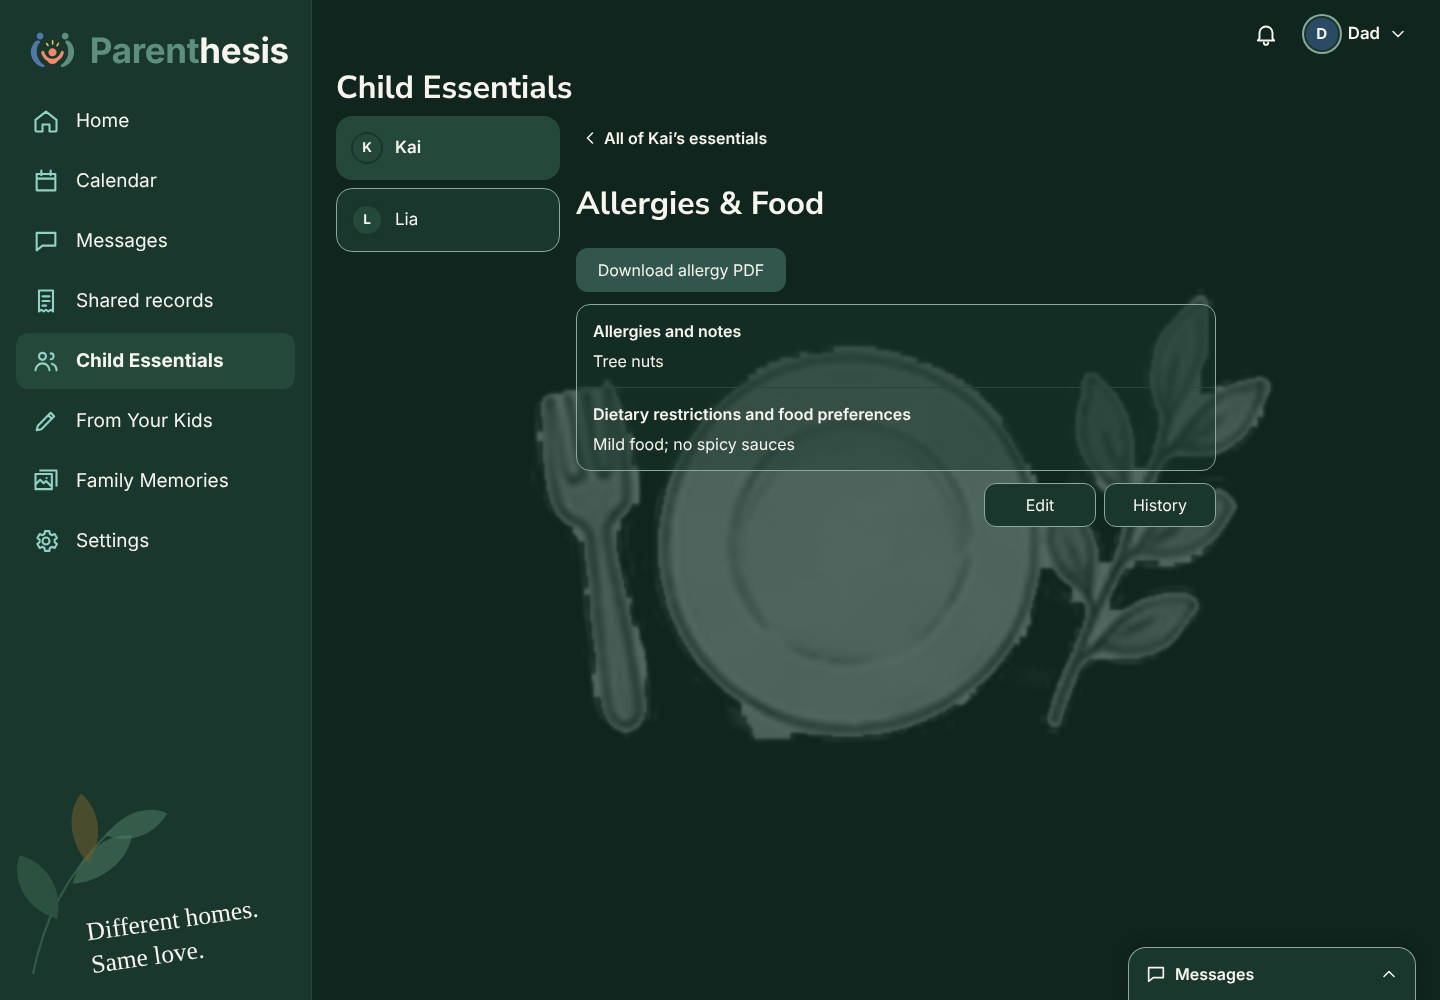 Parenthesis
Home
Calendar
Messages
Shared records
Child Essentials
From Your Kids
Family Memories
Settings
Different homes.
Same love.
D Dad
Child Essentials
K Kai
L Lia
All of Kai’s essentials
Allergies & Food
Download allergy PDF
Allergies and notes
Tree nuts
Dietary restrictions and food preferences
Mild food; no spicy sauces
Edit
History
Messages